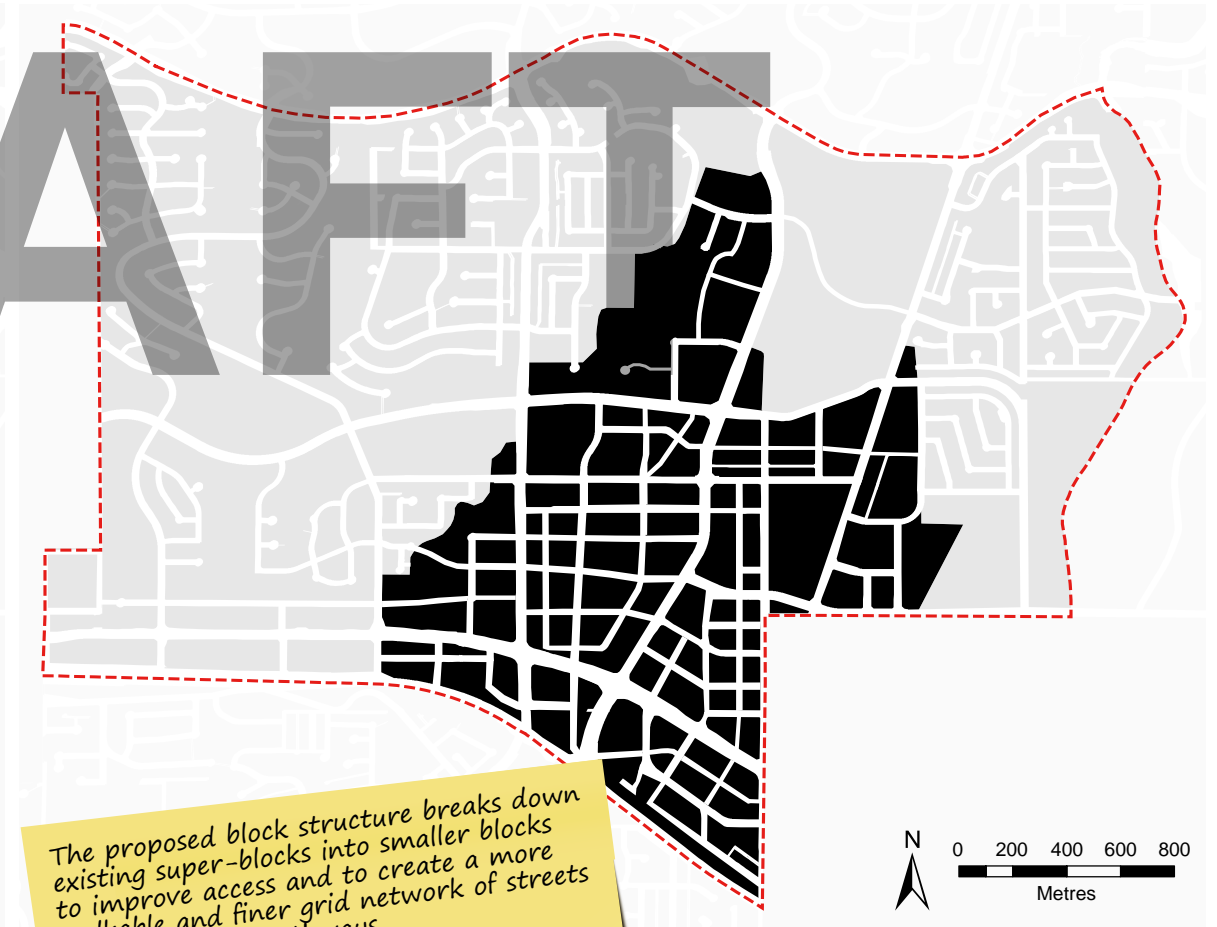 AFT
The proposed block structure breaks down
existing super-blocks into smaller blocks
to improve access and to create a more
and finer grid network of streets
N
0 200 400 600 800
Metres